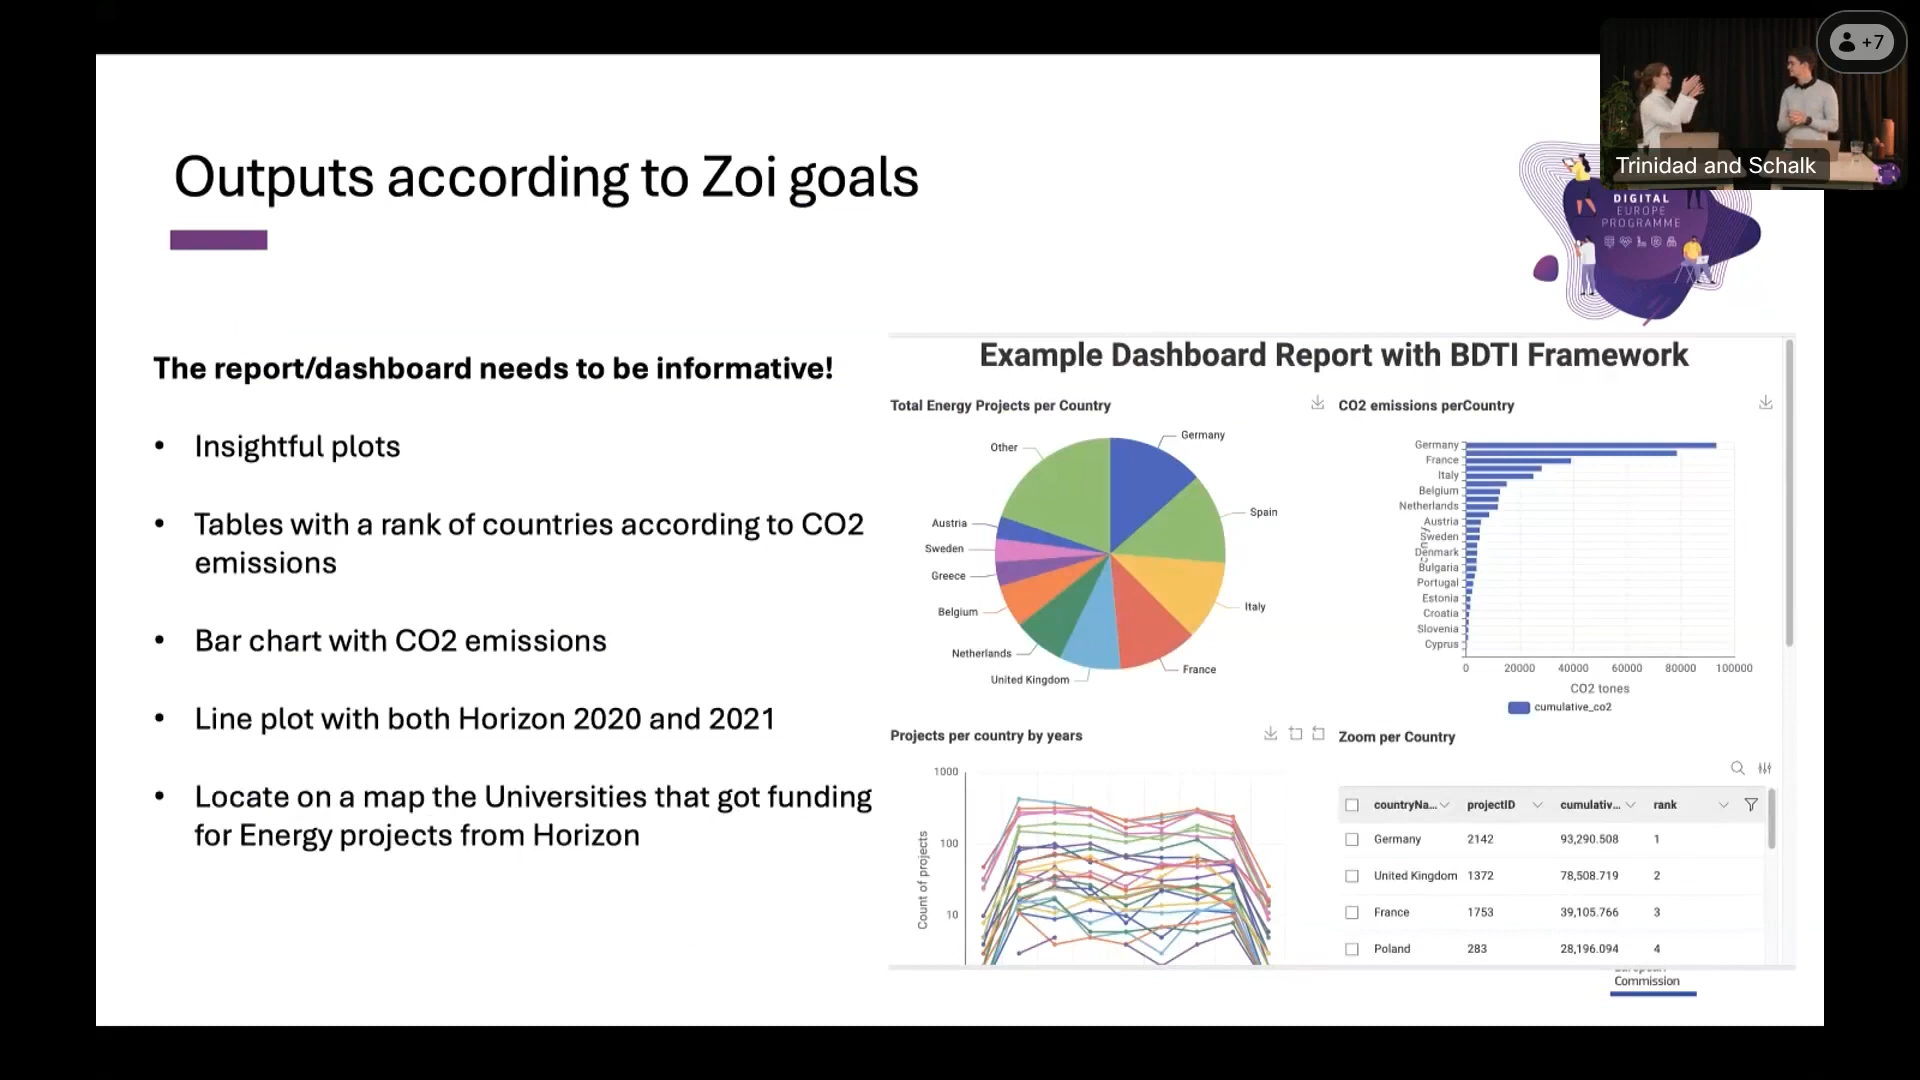 +7
Trinidad and Schalk
Outputs according to Zoi goals
DIGITAL
EUROPE
PROGRAMME
The report/dashboard needs to be informative!
• Insightful plots
• Tables with a rank of countries according to CO2
emissions
• Bar chart with CO2 emissions
• Line plot with both Horizon 2020 and 2021
• Locate on a map the Universities that got funding
for Energy projects from Horizon
Example Dashboard Report with BDTI Framework
Total Energy Projects per Country
Germany
Spain
Italy
France
United Kingdom
Netherlands
Belgium
Greece
Sweden
Austria
Other
CO2 emissions perCountry
Germany
France
Italy
Belgium
Netherlands
Austria
Sweden
Denmark
Bulgaria
Portugal
Estonia
Croatia
Slovenia
Cyprus
0 20000 40000 60000 80000 100000
CO2 tones
cumulative_co2
Projects per country by years
1000
100
10
Count of projects
Zoom per Country
countryNa... projectID cumulativ... rank
Germany 2142 93,290.508 1
United Kingdom 1372 78,508.719 2
France 1753 39,105.766 3
Poland 283 28,196.094 4
Commission